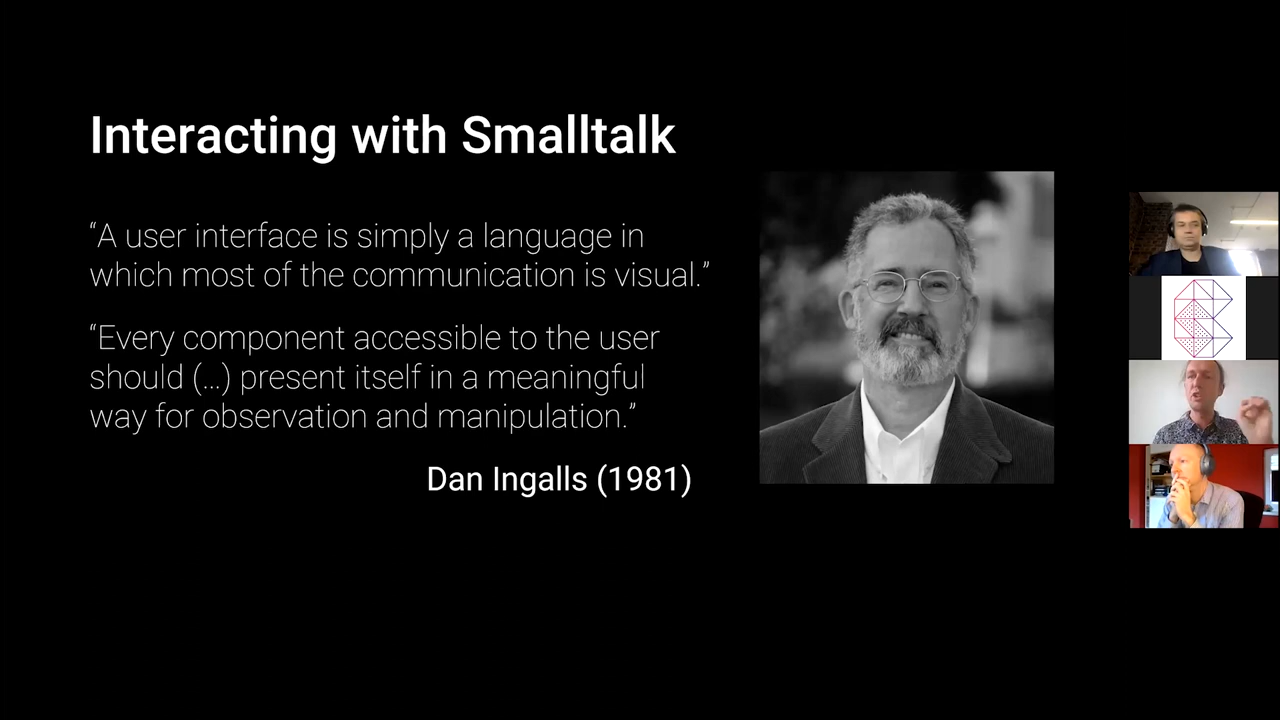 Interacting with Smalltalk
“A user interface is simply a language in
which most of the communication is visual.”
“Every component accessible to the user
should (...) present itself in a meaningful
way for observation and manipulation.”
Dan Ingalls (1981)